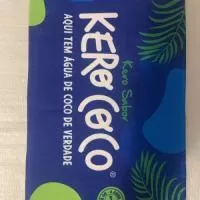 Kero Sabor
KERO COCO®
AQUI TEM ÁGUA DE
COCO DE VERDADE